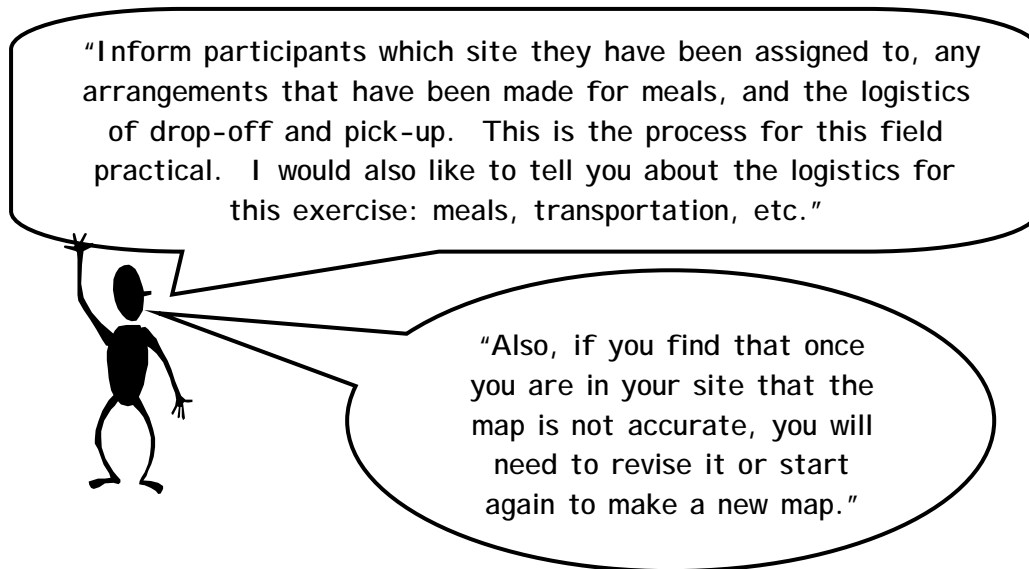 “Inform participants which site they have been assigned to, any
arrangements that have been made for meals, and the logistics
of drop-off and pick-up.  This is the process for this field
practical.  I would also like to tell you about the logistics for
this exercise: meals, transportation, etc.”
“Also, if you find that once
you are in your site that the
map is not accurate, you will
need to revise it or start
again to make a new map.”